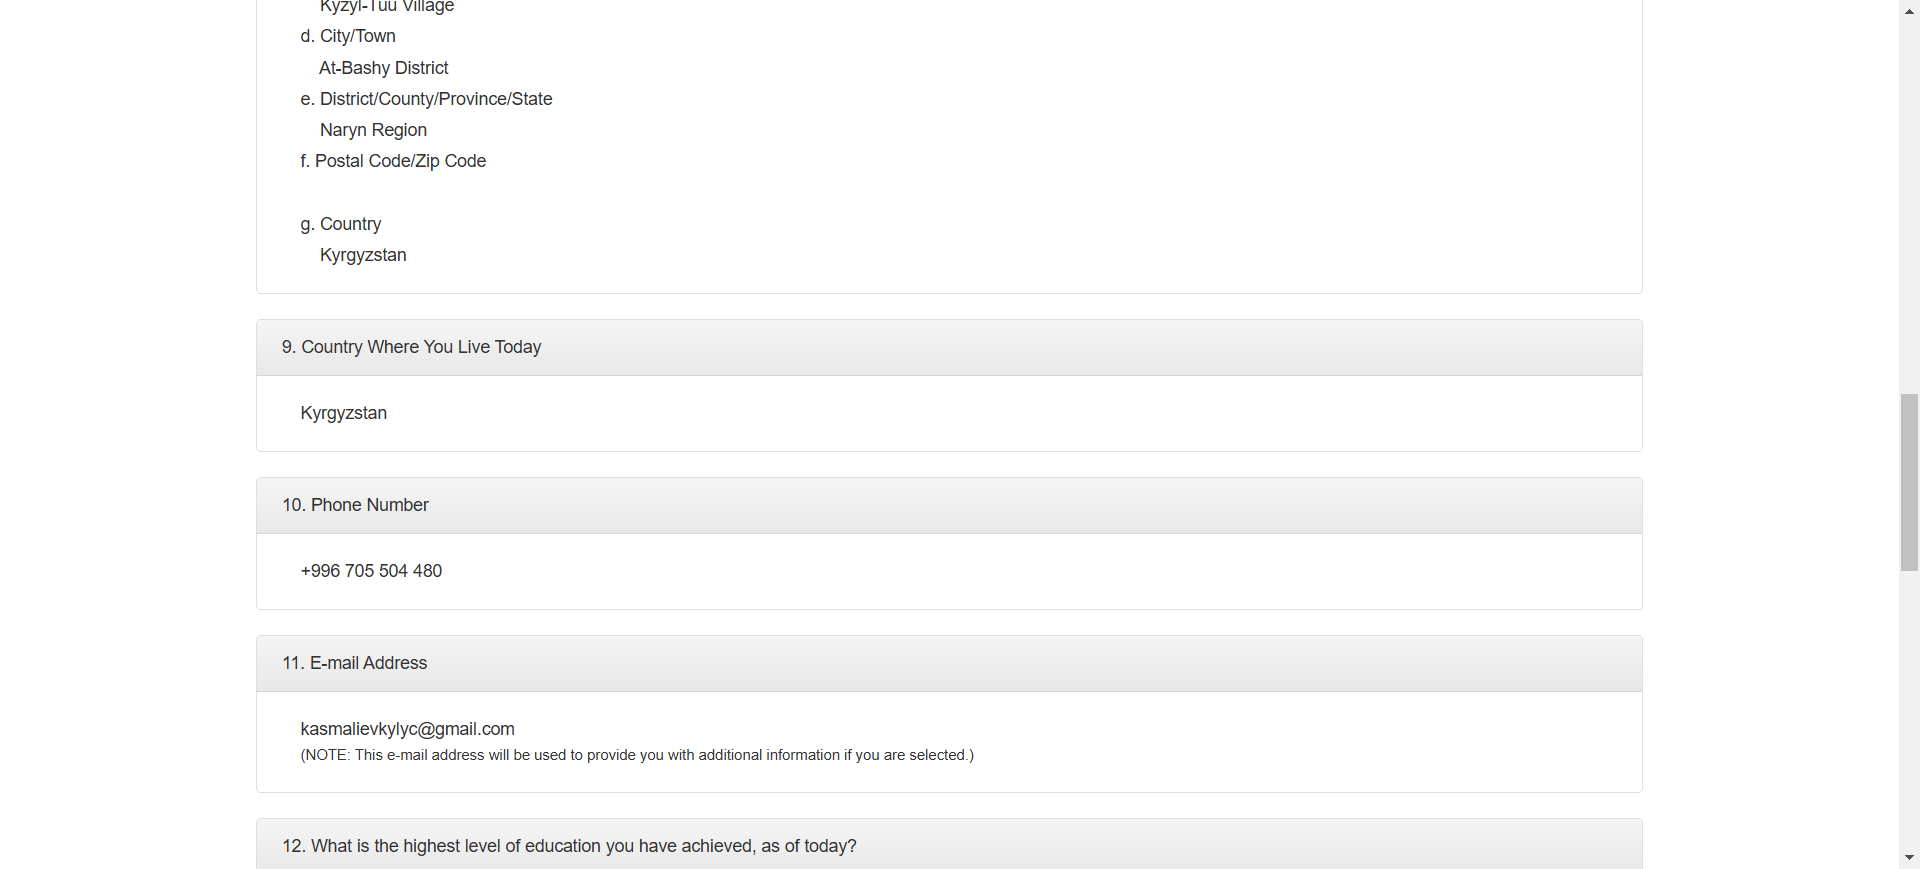 Kyzyl-Tuu Village
d. City/Town
At-Bashy District
e. District/County/Province/State
Naryn Region
f. Postal Code/Zip Code
g. Country
Kyrgyzstan
9. Country Where You Live Today
Kyrgyzstan
10. Phone Number
+996 705 504 480
11. E-mail Address
kasmalievkylyc@gmail.com
(NOTE: This e-mail address will be used to provide you with additional information if you are selected.)
12. What is the highest level of education you have achieved, as of today?